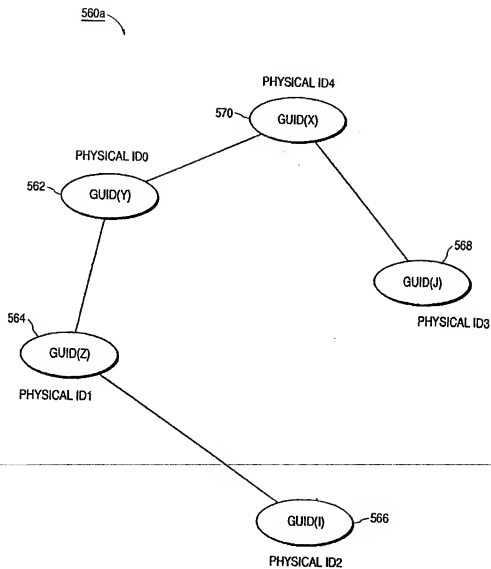 560a
PHYSICAL ID4
570
GUID(X)
PHYSICAL ID0
562
GUID(Y)
568
GUID(J)
PHYSICAL ID3
564
GUID(Z)
PHYSICAL ID1
GUID(I)
566
PHYSICAL ID2